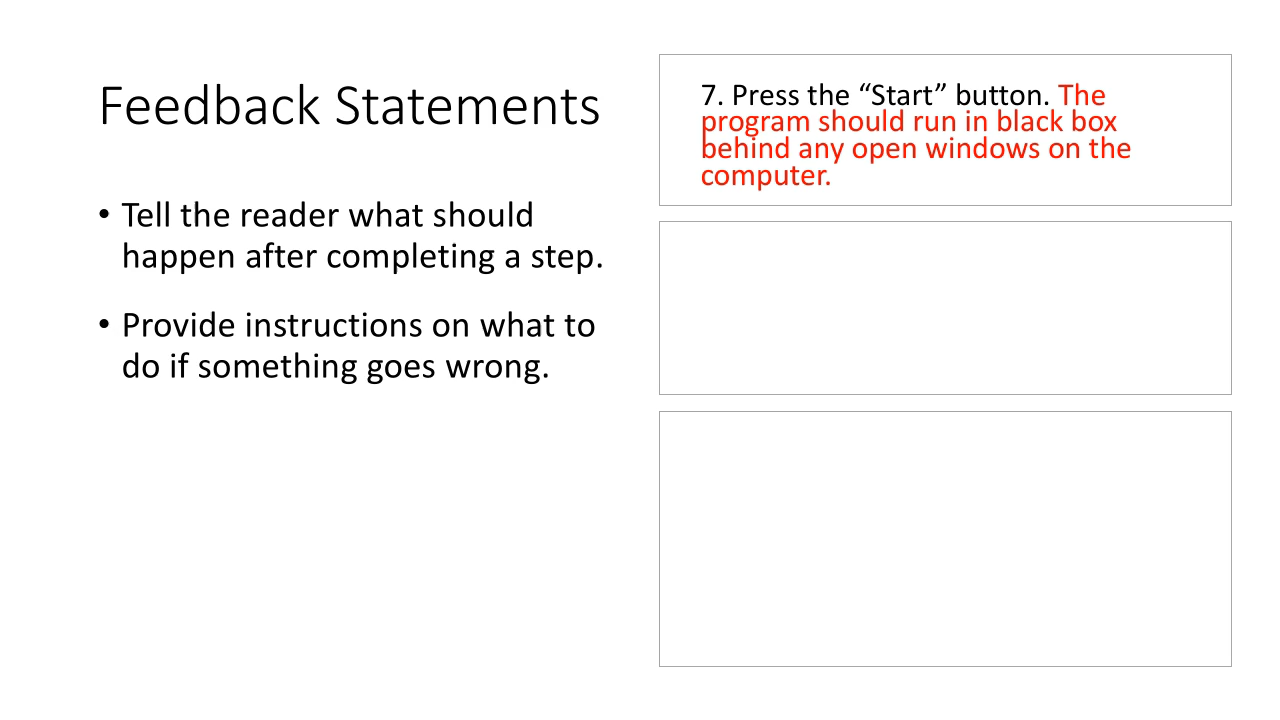 Feedback Statements
• Tell the reader what should
happen after completing a step.
• Provide instructions on what to
do if something goes wrong.
7. Press the “Start” button. The
program should run in black box
behind any open windows on the
computer.